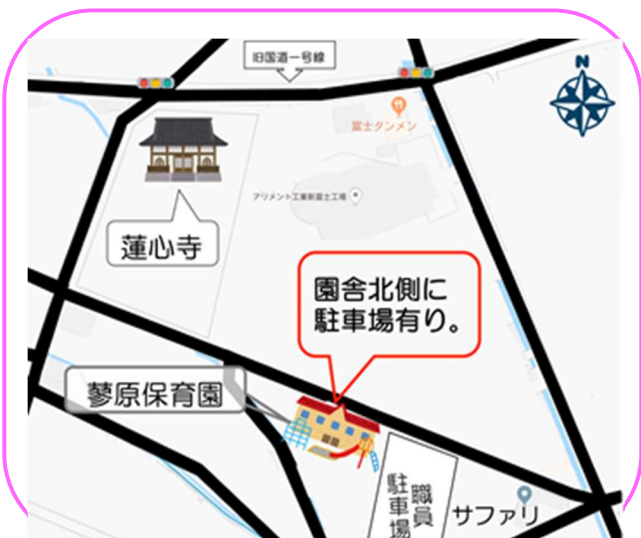 旧国道一号線
N
富士タンメン
アリメント工業新富士工場
蓮心寺
園舎北側に
駐車場有り。
蓼原保育園
職員
駐車場
サファリ